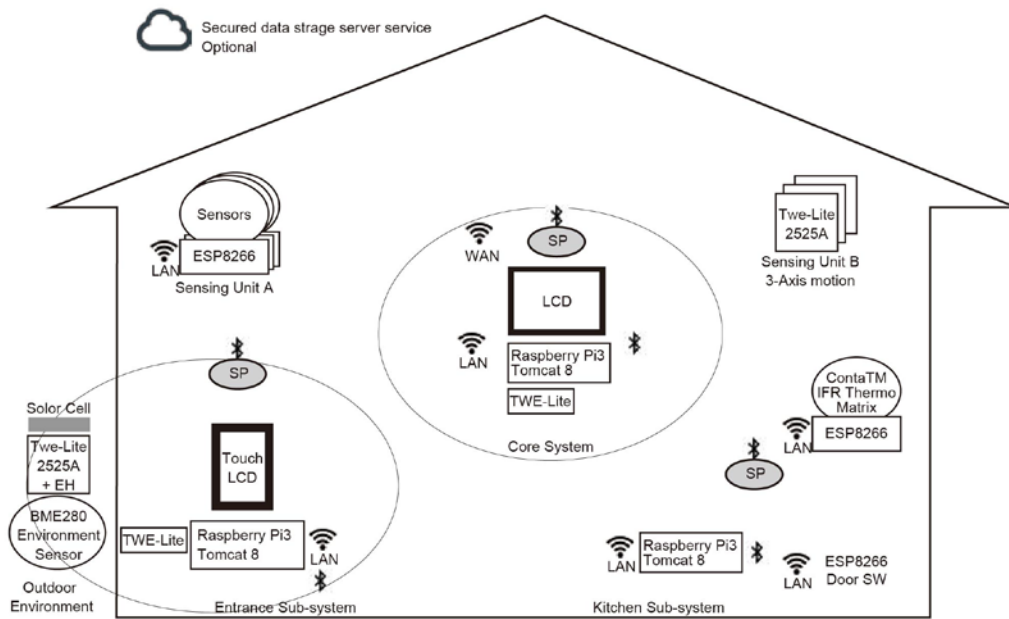 Secured data strage server service
Optional
Sensors
ESP8266
LAN
Sensing Unit A
WAN
SP
LCD
LAN
Raspberry Pi3
Tomcat 8
TWE-Lite
Core System
Twe-Lite
2525A
Sensing Unit B
3-Axis motion
SP
Solor Cell
Twe-Lite
2525A
+ EH
BME280
Environment
Sensor
Outdoor
Environment
Touch
LCD
TWE-Lite
Raspberry Pi3
Tomcat 8
LAN
Entrance Sub-system
ContaTM
IFR Thermo
Matrix
ESP8266
LAN
SP
LAN
Raspberry Pi3
Tomcat 8
LAN
ESP8266
Door SW
Kitchen Sub-system